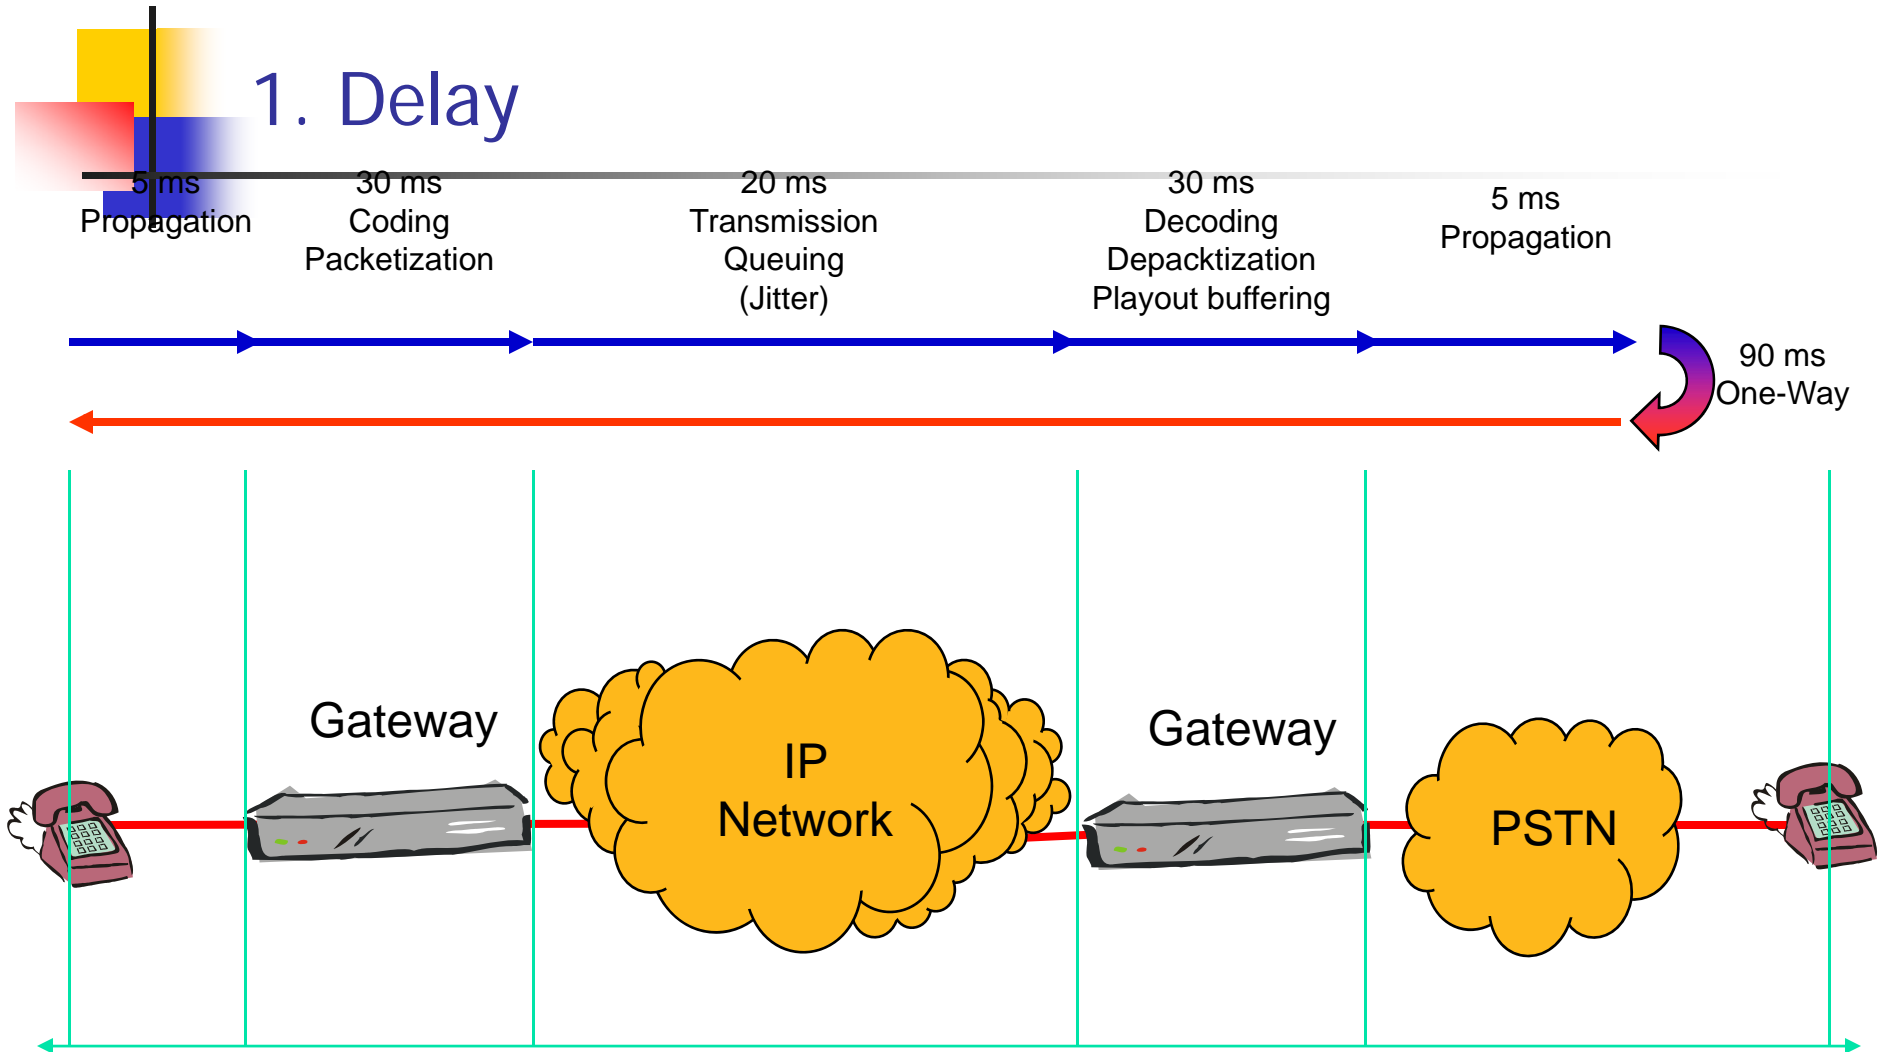 1. Delay
5 ms
Propagation
30 ms
Coding
Packetization
20 ms
Transmission
Queuing
(Jitter)
30 ms
Decoding
Depacktization
Playout buffering
5 ms
Propagation
90 ms
One-Way
Gateway
IP
Network
Gateway
PSTN